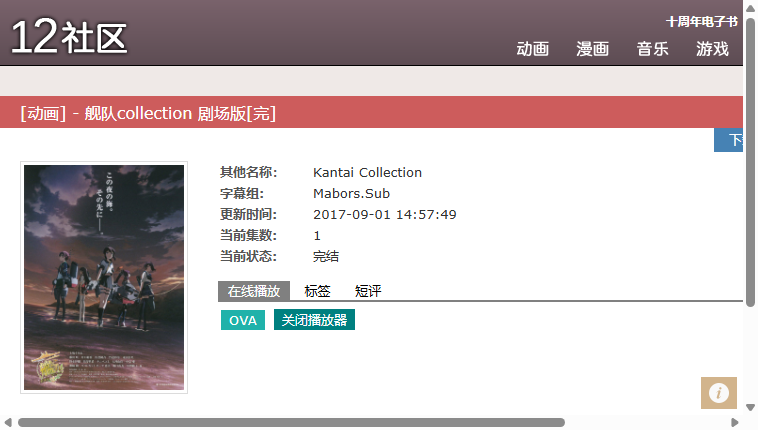 十周年电子书
12社区
动画 漫画 音乐 游戏
[动画] - 舰队collection 剧场版[完]
この夜の海。
その先に——。
其他名称: Kantai Collection
字幕组: Mabors.Sub
更新时间: 2017-09-01 14:57:49
当前集数: 1
当前状态: 完结
在线播放 标签 短评
OVA 关闭播放器